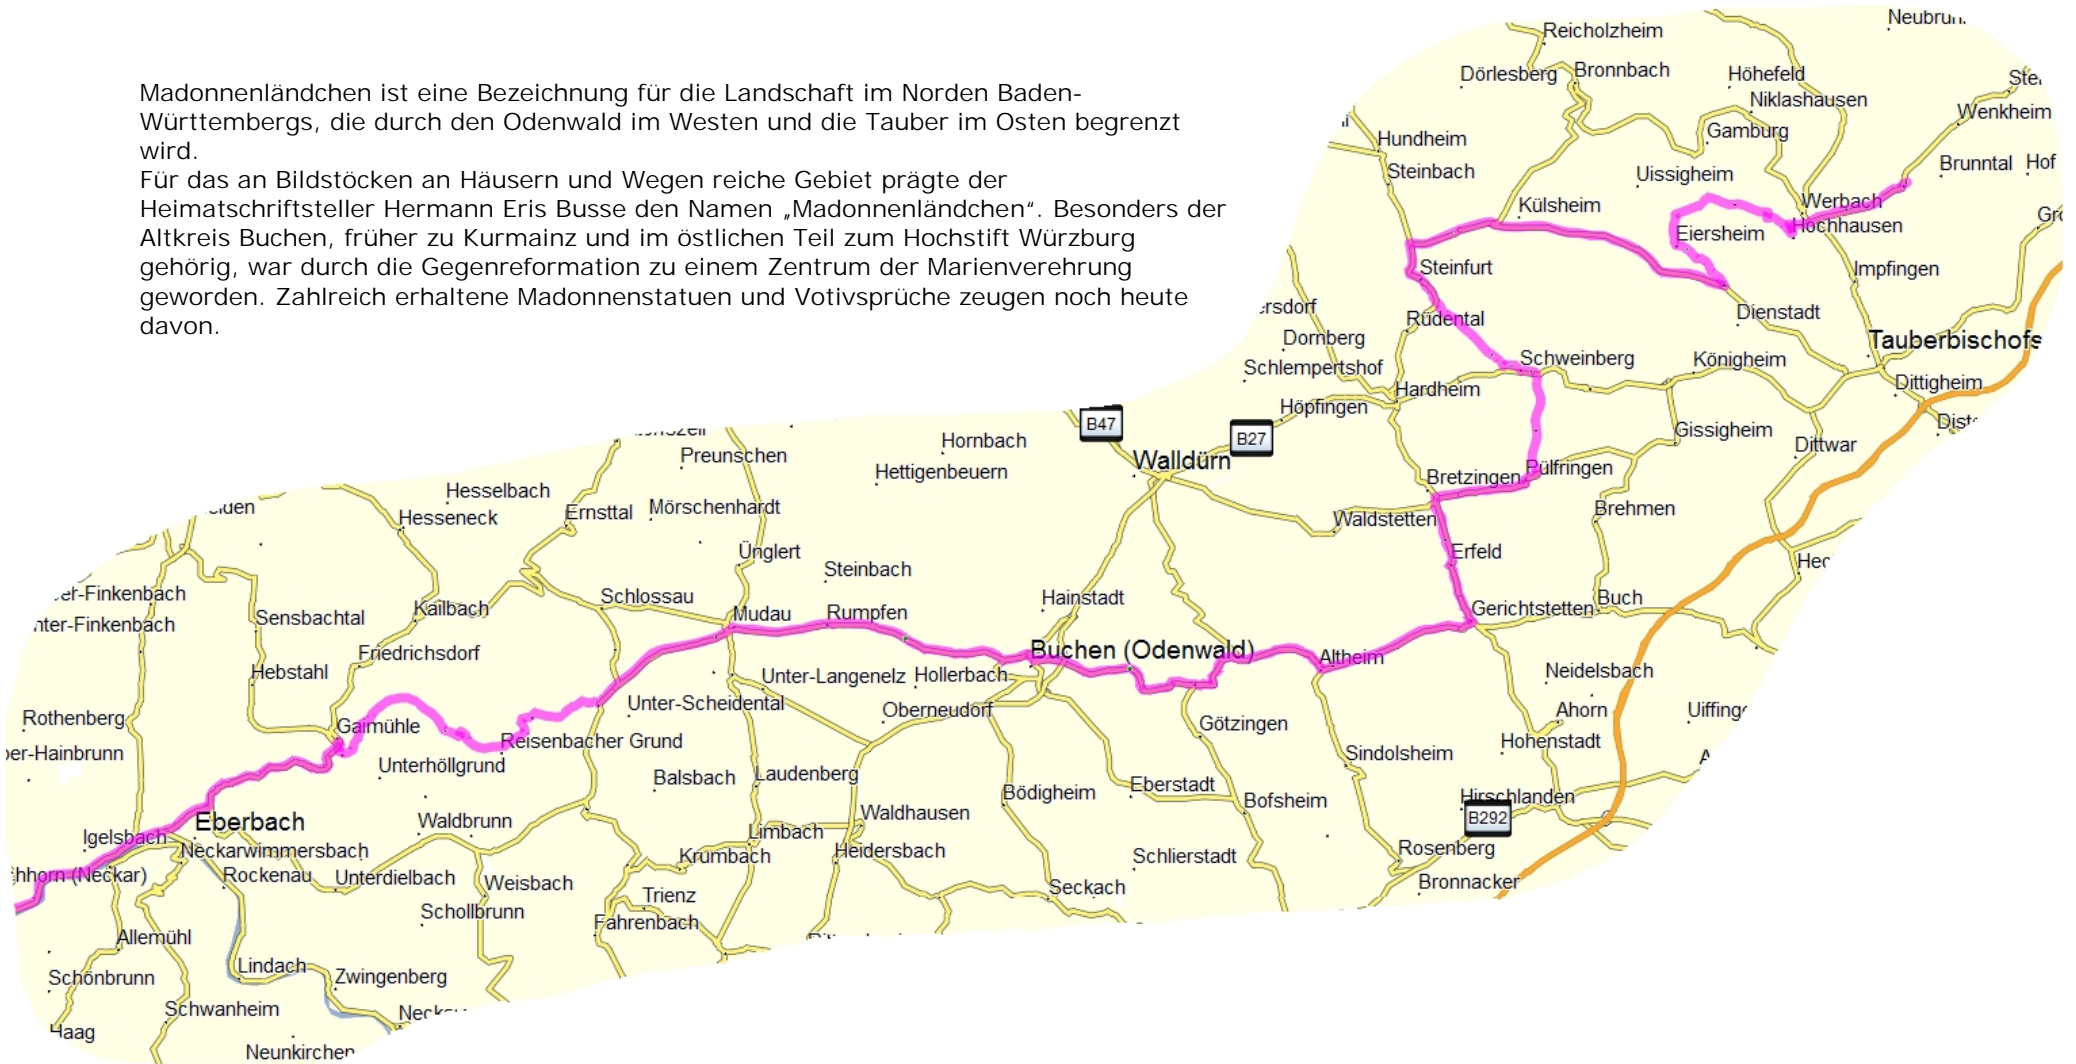 Madonnenländchen ist eine Bezeichnung für die Landschaft im Norden Baden-
Württembergs, die durch den Odenwald im Westen und die Tauber im Osten begrenzt
wird.
Für das an Bildstöcken an Häusern und Wegen reiche Gebiet prägte der
Heimatschriftsteller Hermann Eris Busse den Namen „Madonnenländchen“. Besonders der
Altkreis Buchen, früher zu Kurmainz und im östlichen Teil zum Hochstift Würzburg
gehörig, war durch die Gegenreformation zu einem Zentrum der Marienverehrung
geworden. Zahlreich erhaltene Madonnenstatuen und Votivsprüche zeugen noch heute
davon.
Reicholzheim
Dörlesberg
Bronnbach
Höhefeld
Niklashausen
Wenkheim
Gamburg
Hundheim
Steinbach
Uissigheim
Brunntal
Hof
Külsheim
Werbach
Hochhausen
Eiersheim
Steinfurt
Impfingen
ersdorf
Rüdental
Dienstadt
Dornberg
Tauberbischofs
Schlempertshof
Schweinberg
Königheim
Hardheim
Dittigheim
Höpfingen
B47
B27
Gissigheim
Dittwar
Hornbach
Preunschen
Hettigenbeuern
Walldürn
Bretzingen
Pülfringen
Hesselbach
Mörschenhardt
Ernsttal
Hesseneck
Waldstetten
Brehmen
Ünglert
Erfeld
Steinbach
er-Finkenbach
Schlossau
Hainstadt
Buch
Kailbach
Gerichtstetten
Sensbachtal
Mudau
Rumpfen
nter-Finkenbach
Friedrichsdorf
Buchen (Odenwald)
Altheim
Hebstahl
Unter-Langenelz
Hollerbach
Neidelsbach
Unter-Scheidental
Oberneudorf
Ahorn
Rothenberg
Gaimühle
Götzingen
Reisenbacher Grund
Hohenstadt
er-Hainbrunn
Unterhöllgrund
Sindolsheim
Balsbach
Laudenberg
Bödigheim
Eberstadt
Bofsheim
Hirschlanden
B292
Eberbach
Waldbrunn
Waldhausen
Igelsbach
Limbach
Neckarwimmersbach
Krumbach
Heidersbach
Schlierstadt
Rosenberg
hhorn (Neckar)
Rockenau
Unterdielbach
Weisbach
Seckach
Bronnacker
Trienz
Schollbrunn
Fahrenbach
Allemühl
Lindach
Schönbrunn
Zwingenberg
Schwanheim
Haag
Neunkirchen